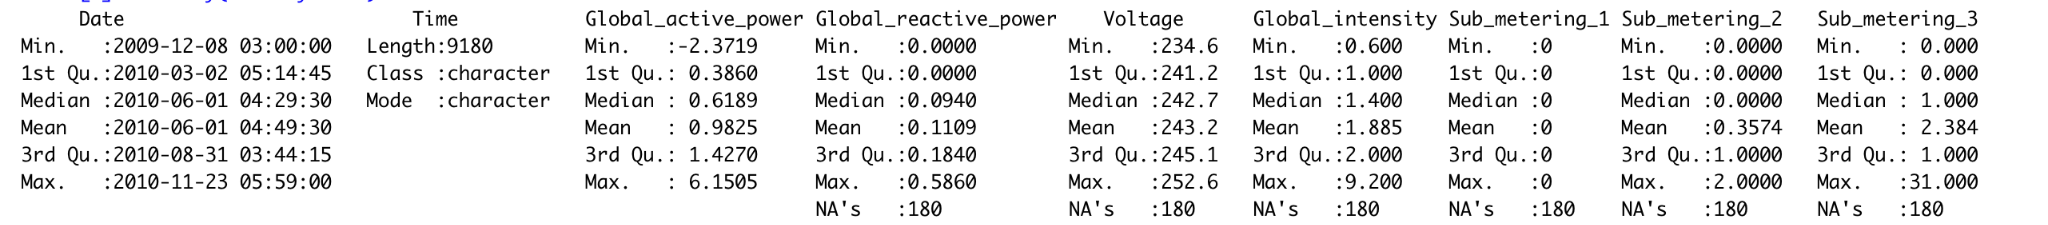 Date Time Global_active_power Global_reactive_power Voltage Global_intensity Sub_metering_1 Sub_metering_2 Sub_metering_3
Min. :2009-12-08 03:00:00 Length:9180 Min. :-2.3719 Min. :0.0000 Min. :234.6 Min. :0.600 Min. :0 Min. :0.0000 Min. : 0.000
1st Qu.:2010-03-02 05:14:45 Class :character 1st Qu.: 0.3860 1st Qu.:0.0000 1st Qu.:241.2 1st Qu.:1.000 1st Qu.:0 1st Qu.:0.0000 1st Qu.: 0.000
Median :2010-06-01 04:29:30 Mode :character Median : 0.6189 Median :0.0940 Median :242.7 Median :1.400 Median :0 Median :0.0000 Median : 1.000
Mean :2010-06-01 04:49:30 Mean : 0.9825 Mean :0.1109 Mean :243.2 Mean :1.885 Mean :0 Mean :0.3574 Mean : 2.384
3rd Qu.:2010-08-31 03:44:15 3rd Qu.: 1.4270 3rd Qu.:0.1840 3rd Qu.:245.1 3rd Qu.:2.000 3rd Qu.:0 3rd Qu.:1.0000 3rd Qu.: 1.000
Max. :2010-11-23 05:59:00 Max. : 6.1505 Max. :0.5860 Max. :252.6 Max. :9.200 Max. :0 Max. :2.0000 Max. :31.000
NA's :180 NA's :180 NA's :180 NA's :180 NA's :180 NA's :180